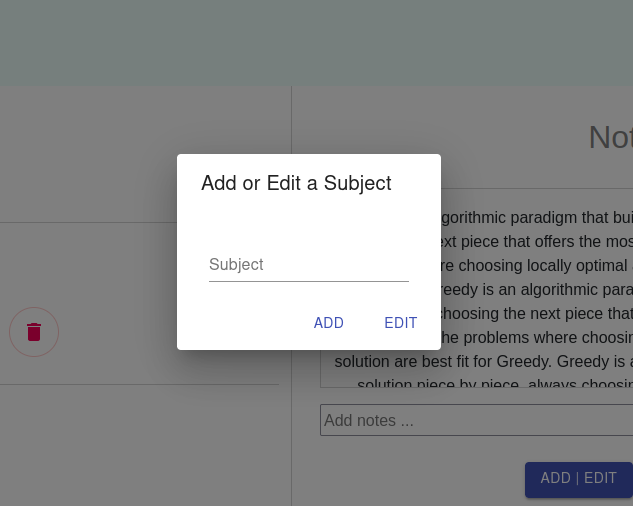 Not
Add or Edit a Subject
Subject
ADD EDIT
gorithmic paradigm that bui
ext piece that offers the mos
re choosing locally optimal
reedy is an algorithmic para
choosing the next piece that
he problems where choosin
solution are best fit for Greedy. Greedy is a
solution piece by piece, always choosin
Add notes ...
ADD | EDIT